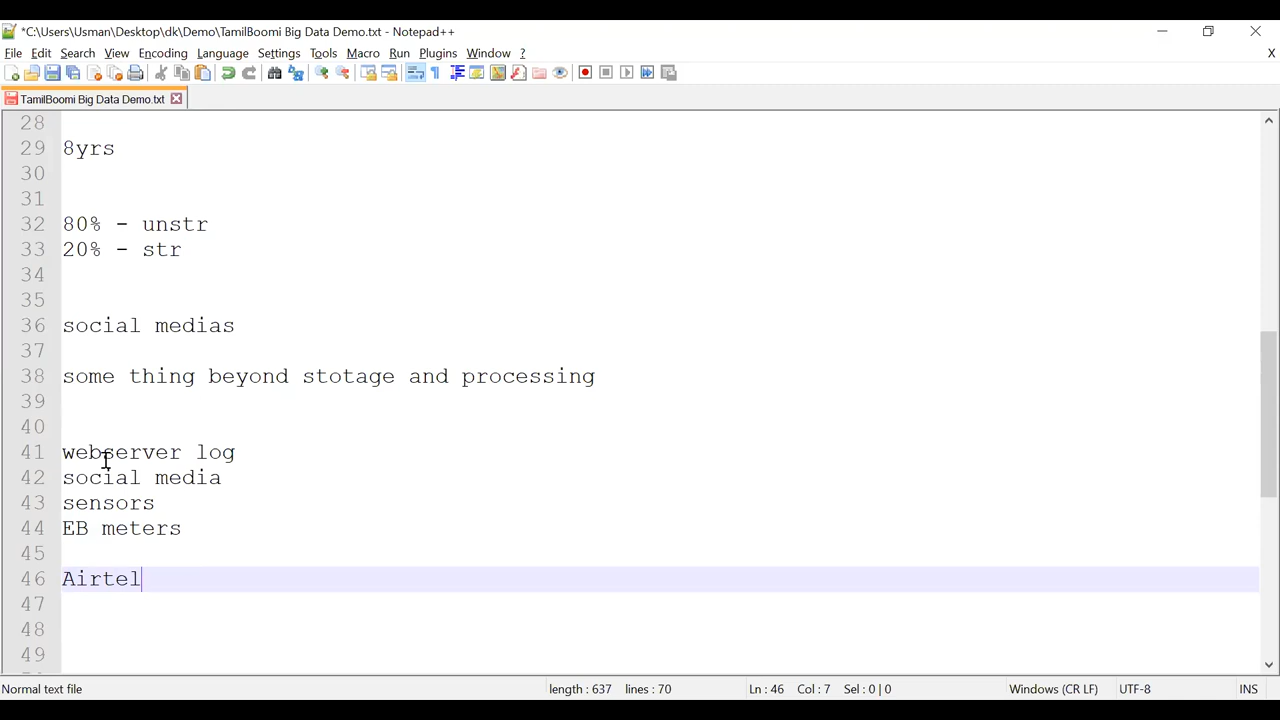 *C:\Users\Usman\Desktop\dk\Demo\TamilBoomi Big Data Demo.txt - Notepad++
File Edit Search View Encoding Language Settings Tools Macro Run Plugins Window ? X
TamilBoomi Big Data Demo.txt
28
29 8yrs
30
31
32 80% - unstr
33 20% - str
34
35
36 social medias
37
38 some thing beyond stotage and processing
39
40
41 webserver log
42 social media
43 sensors
44 EB meters
45
46 Airtel
47
48
49
Normal text file length : 637 lines : 70 Ln : 46 Col : 7 Sel : 0 | 0 Windows (CR LF) UTF-8 INS